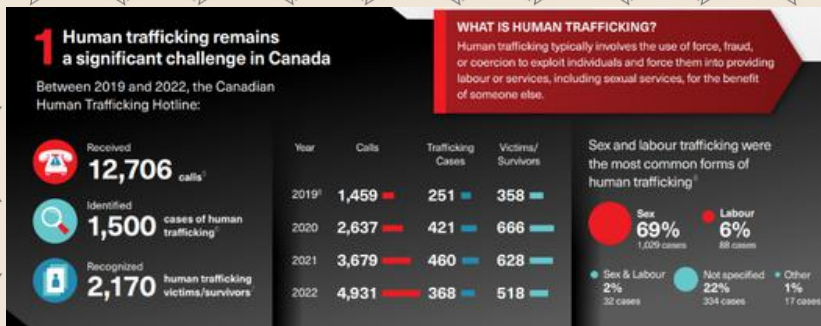 1 Human trafficking remains
a significant challenge in Canada
Between 2019 and 2022, the Canadian
Human Trafficking Hotline:
Received
12,706 calls
Identified
1,500 cases of human
trafficking
Recognized
2,170 human trafficking
victims/survivors
WHAT IS HUMAN TRAFFICKING?
Human trafficking typically involves the use of force, fraud,
or coercion to exploit individuals and force them into providing
labour or services, including sexual services, for the benefit
of someone else.
Year Calls Trafficking Cases Victims/ Survivors
2019 1,459 251 358
2020 2,637 421 666
2021 3,679 460 628
2022 4,931 368 518
Sex and labour trafficking were
the most common forms of
human trafficking
Sex
69%
1,029 cases
Labour
6%
88 cases
Sex & Labour
2%
32 cases
Not specified
22%
334 cases
Other
1%
17 cases